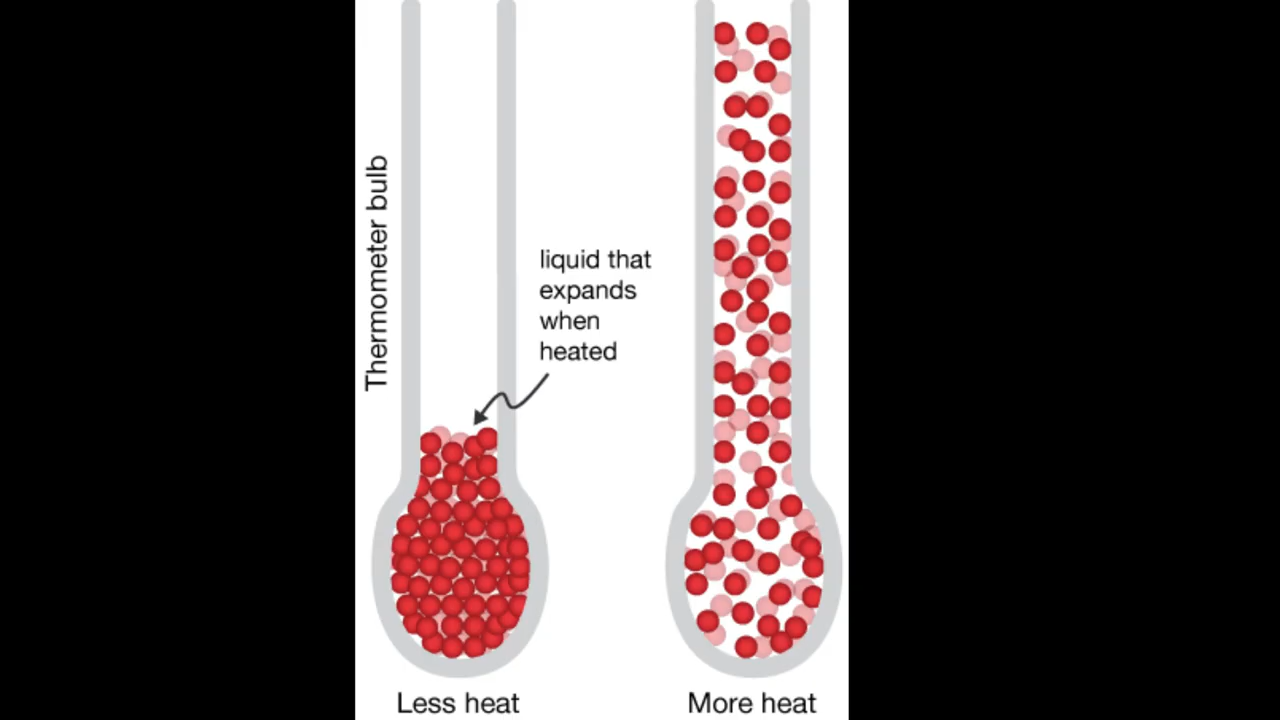 Thermometer bulb
liquid that
expands
when
heated
Less heat
More heat